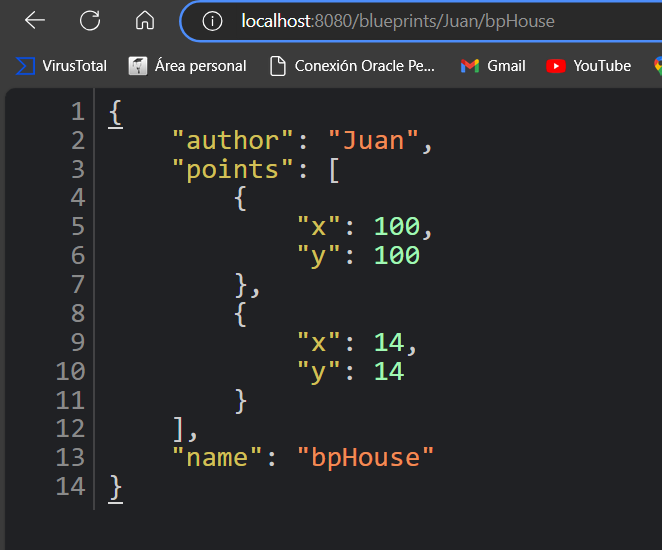 localhost:8080/blueprints/Juan/bpHouse
VirusTotal Área personal Conexión Oracle Pe... Gmail YouTube
1 {
2 "author": "Juan",
3 "points": [
4 {
5 "x": 100,
6 "y": 100
7 },
8 {
9 "x": 14,
10 "y": 14
11 }
12 ],
13 "name": "bpHouse"
14 }